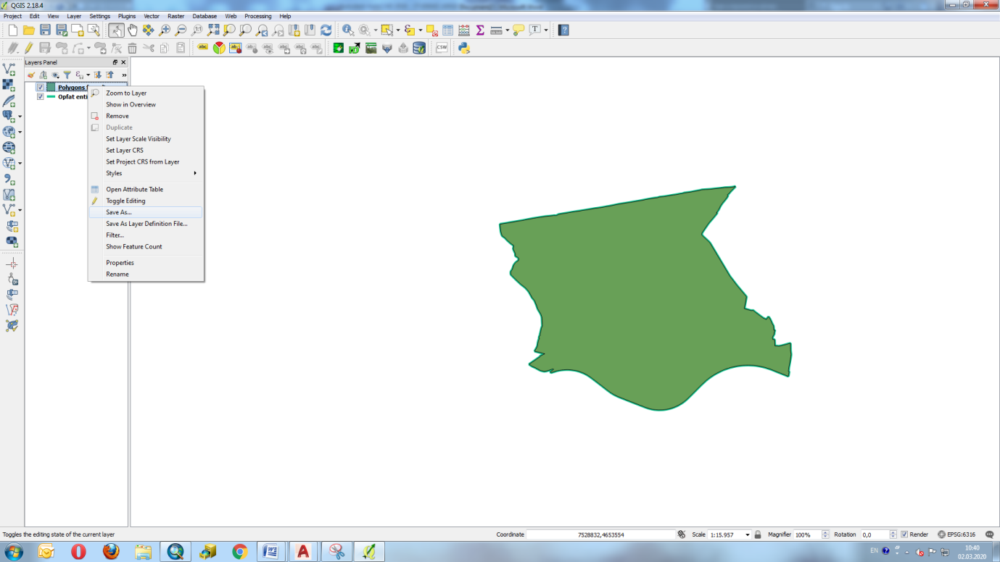 QGIS 2.18.4
Project Edit View Layer Settings Plugins Vector Raster Database Web Processing Help
abc abc CSW
Layers Panel
Polygons
Opfat enti
Zoom to Layer
Show in Overview
Remove
Duplicate
Set Layer Scale Visibility
Set Layer CRS
Set Project CRS from Layer
Styles
Open Attribute Table
Toggle Editing
Save As...
Save As Layer Definition File...
Filter...
Show Feature Count
Properties
Rename
Toggles the editing state of the current layer Coordinate 7528832,4653554 Scale 1:15.957 Magnifier 100% Rotation 0,0 Render EPSG:6316
EN 10:40
02.03.2020